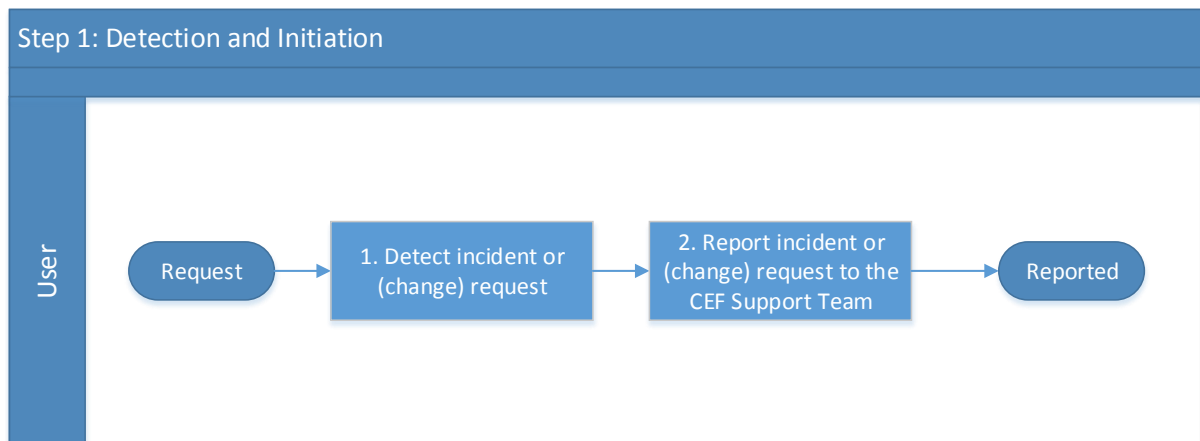 Step 1: Detection and Initiation
User
Request
1. Detect incident or
(change) request
2. Report incident or
(change) request to the
CEF Support Team
Reported